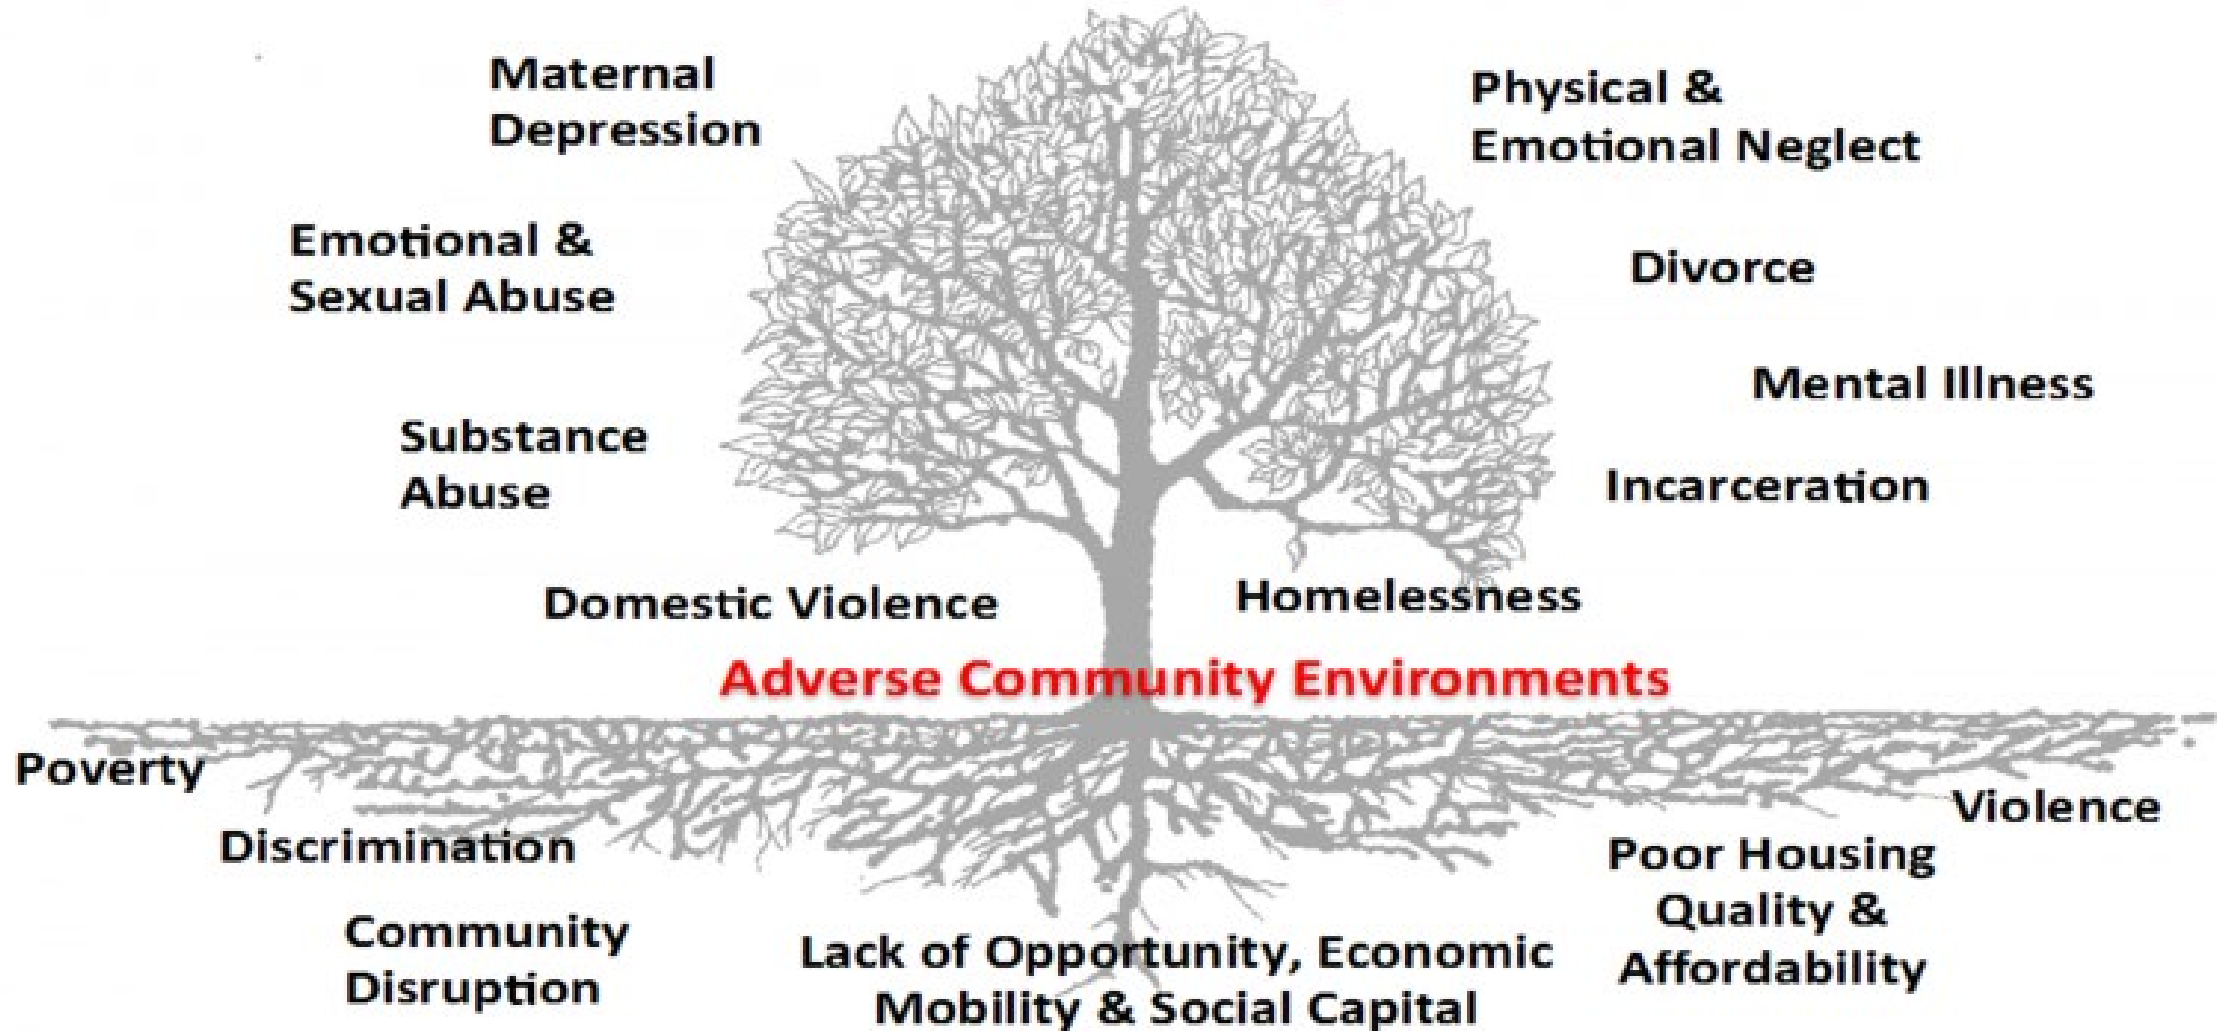 Maternal
Depression
Physical &
Emotional Neglect
Emotional &
Sexual Abuse
Divorce
Mental Illness
Substance
Abuse
Incarceration
Domestic Violence
Homelessness
Adverse Community Environments
Poverty
Violence
Discrimination
Poor Housing
Quality &
Affordability
Community
Disruption
Lack of Opportunity, Economic
Mobility & Social Capital